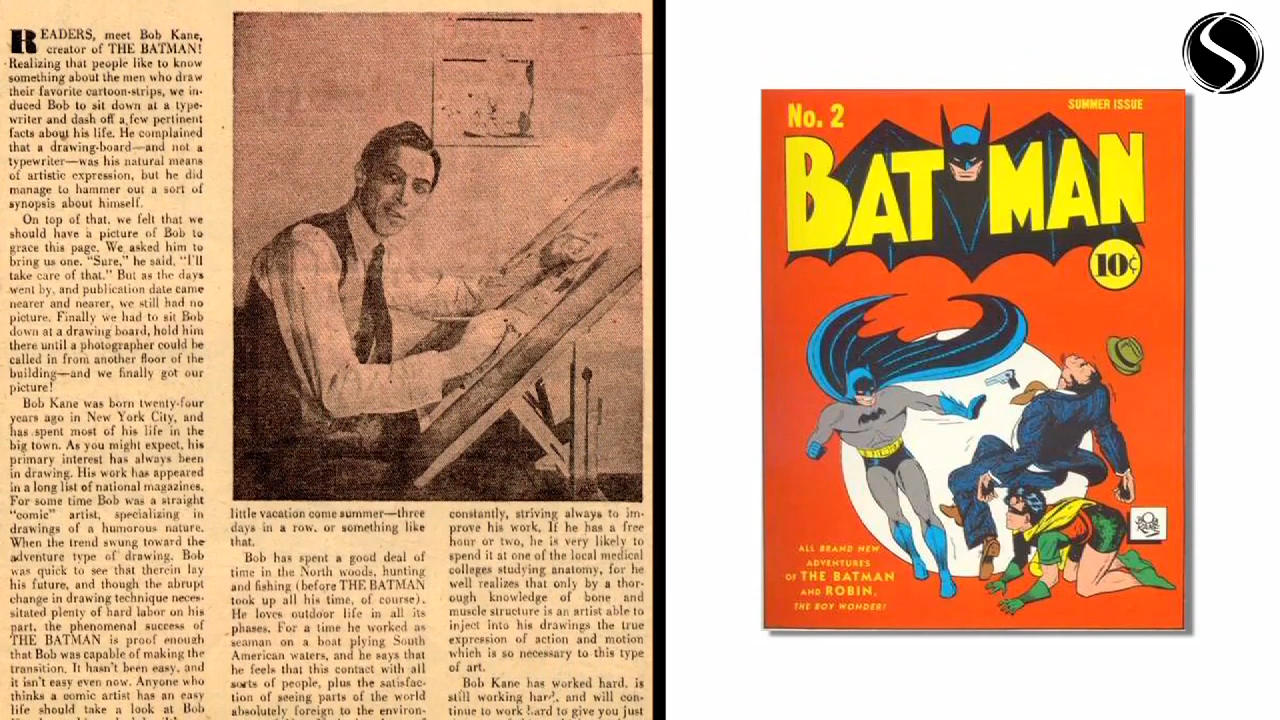 READERS, meet Bob Kane,
creator of THE BATMAN!
Realizing that people like to know
something about the men who draw
their favorite cartoon-strips, we in-
duced Bob to sit down at a type-
writer and dash off a few pertinent
facts about his life. He complained
that a drawing-board—and not a
typewriter—was his natural means
of artistic expression, but he did
manage to hammer out a sort of
synopsis about himself.
On top of that, we felt that we
should have a picture of Bob to
grace this page. We asked him to
bring us one. "Sure," he said, "I'll
take care of that." But as the days
went by, and publication date came
nearer and nearer, we still had no
picture. Finally we had to sit Bob
down at a drawing board, hold him
there until a photographer could be
called in from another floor of the
building—and we finally got our
picture!
Bob Kane was born twenty-four
years ago in New York City, and
has spent most of his life in the
big town. As you might expect, his
primary interest has always been
in drawing. His work has appeared
in a long list of national magazines.
For some time Bob was a straight
"comic" artist, specializing in
drawings of a humorous nature.
When the trend swung toward the
adventure type of drawing, Bob
was quick to see that therein lay
his future, and though the abrupt
change in drawing technique neces-
sitated plenty of hard labor on his
part, the phenomenal success of
THE BATMAN is proof enough
that Bob was capable of making the
transition. It hasn't been easy, and
it isn't easy even now. Anyone who
thinks a comic artist has an easy
life should take a look at Bob
little vacation come summer—three
days in a row, or something like
that.
Bob has spent a good deal of
time in the North woods, hunting
and fishing (before THE BATMAN
took up all his time, of course).
He loves outdoor life in all its
phases. For a time he worked as
seaman on a boat plying South
American waters, and he says that
he feels that this contact with all
sorts of people, plus the satisfac-
tion of seeing parts of the world
absolutely foreign to the environ-
constantly, striving always to im-
prove his work. If he has a free
hour or two, he is very likely to
spend it at one of the local medical
colleges studying anatomy, for he
well realizes that only by a thor-
ough knowledge of bone and
muscle structure is an artist able to
inject into his drawings the true
expression of action and motion
which is so necessary to this type
of art.
Bob Kane has worked hard, is
still working hard, and will con-
tinue to work hard to give you just
No. 2
SUMMER ISSUE
BATMAN
10¢
BOB KANE
ALL BRAND NEW
ADVENTURES
OF THE BATMAN
AND ROBIN,
THE BOY WONDER!
S